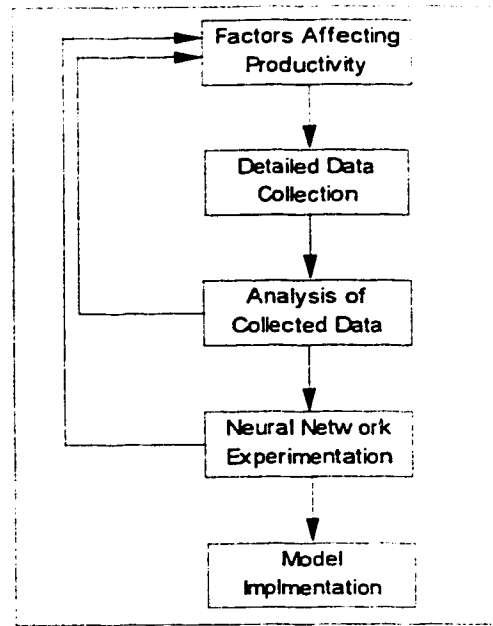 Factors Affecting
Productivity
Detailed Data
Collection
Analysis of
Collected Data
Neural Network
Experimentation
Model
Implmentation